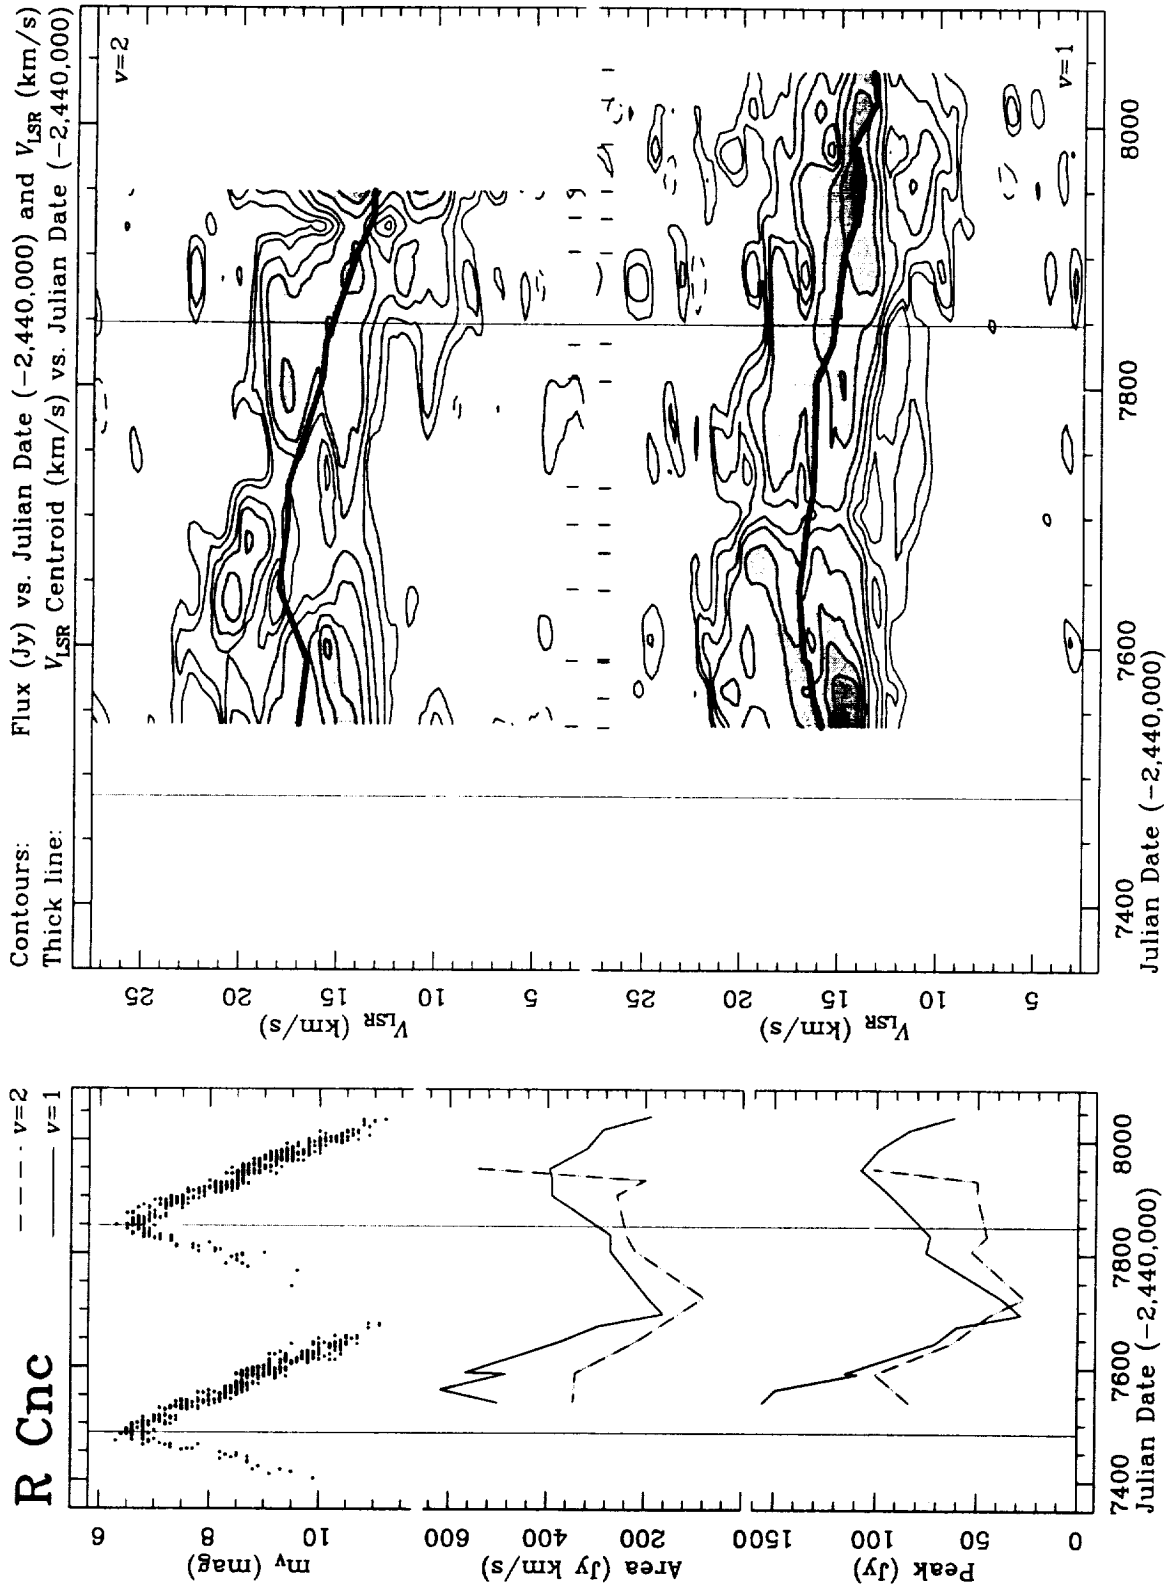 R Cnc
- - - - · v=2
—— v=1
6
8
10
m_v (mag)
600
400
200
Area (Jy km/s)
1500
100
50
0
Peak (Jy)
7400
7600
7800
8000
Julian Date (−2,440,000)
Contours: Flux (Jy) vs. Julian Date (−2,440,000) and V_LSR (km/s)
Thick line: V_LSR Centroid (km/s) vs. Julian Date (−2,440,000)
v=2
25
20
15
10
V_LSR (km/s)
v=1
25
20
15
10
5
V_LSR (km/s)
7400
7600
7800
8000
Julian Date (−2,440,000)